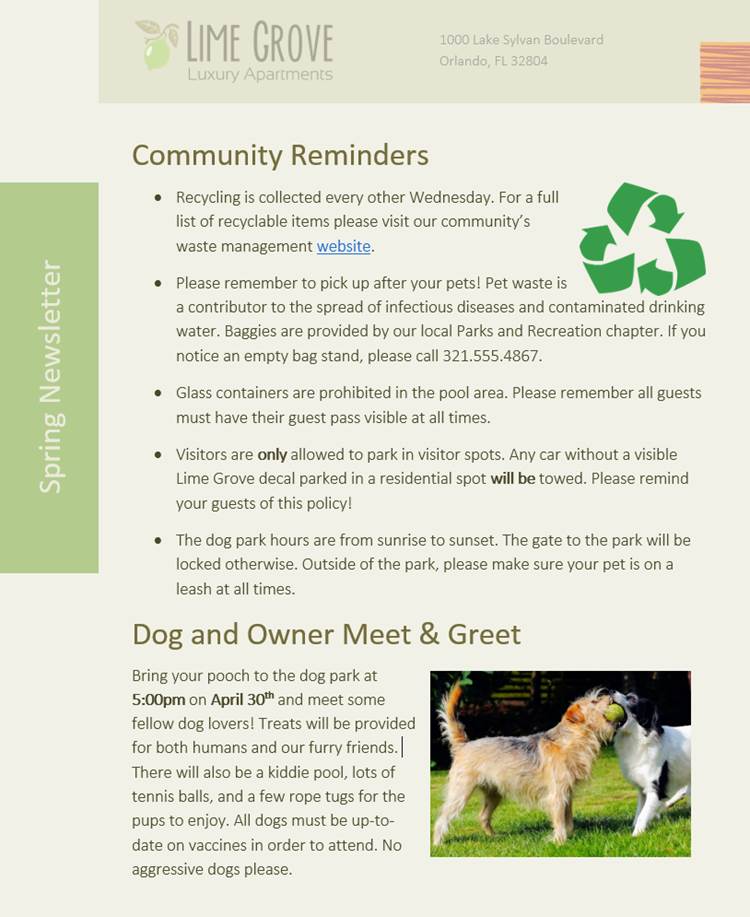 LIME GROVE
Luxury Apartments
1000 Lake Sylvan Boulevard
Orlando, FL 32804
Spring Newsletter
Community Reminders
• Recycling is collected every other Wednesday. For a full
list of recyclable items please visit our community's
waste management website.
• Please remember to pick up after your pets! Pet waste is
a contributor to the spread of infectious diseases and contaminated drinking
water. Baggies are provided by our local Parks and Recreation chapter. If you
notice an empty bag stand, please call 321.555.4867.
• Glass containers are prohibited in the pool area. Please remember all guests
must have their guest pass visible at all times.
• Visitors are only allowed to park in visitor spots. Any car without a visible
Lime Grove decal parked in a residential spot will be towed. Please remind
your guests of this policy!
• The dog park hours are from sunrise to sunset. The gate to the park will be
locked otherwise. Outside of the park, please make sure your pet is on a
leash at all times.
Dog and Owner Meet & Greet
Bring your pooch to the dog park at
5:00pm on April 30th and meet some
fellow dog lovers! Treats will be provided
for both humans and our furry friends.
There will also be a kiddie pool, lots of
tennis balls, and a few rope tugs for the
pups to enjoy. All dogs must be up-to-
date on vaccines in order to attend. No
aggressive dogs please.